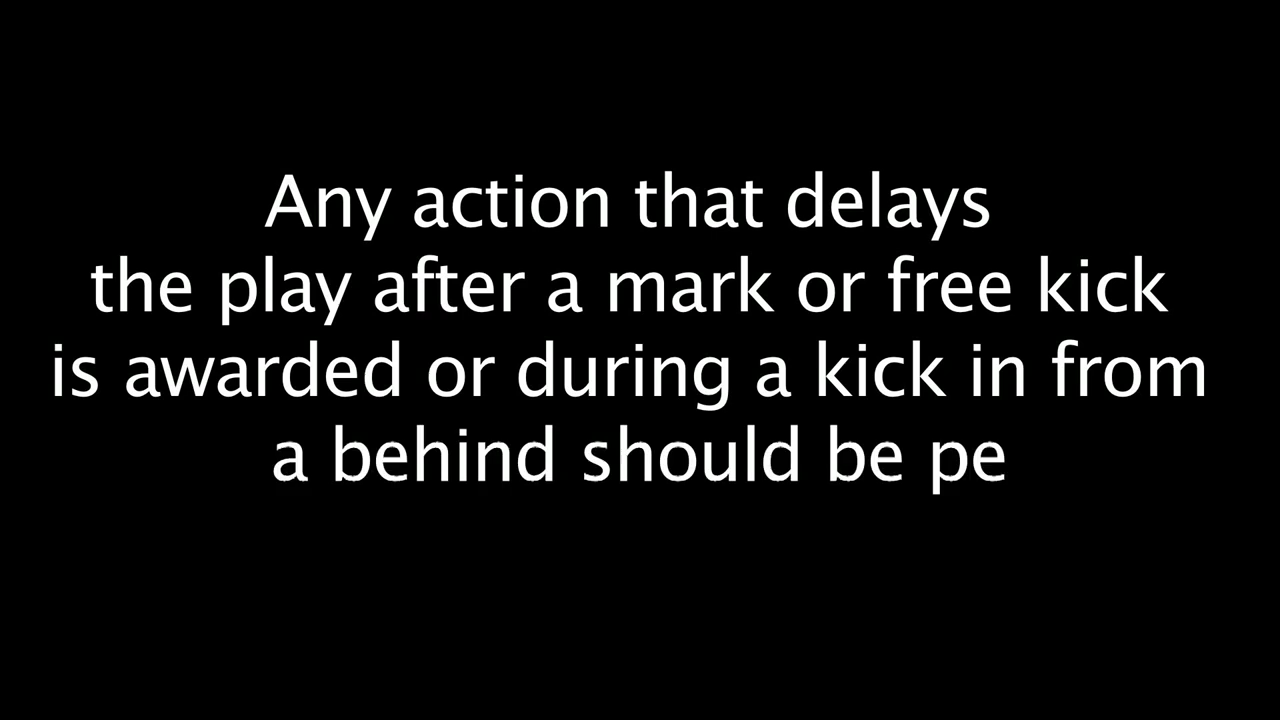 Any action that delays
the play after a mark or free kick
is awarded or during a kick in from
a behind should be pe